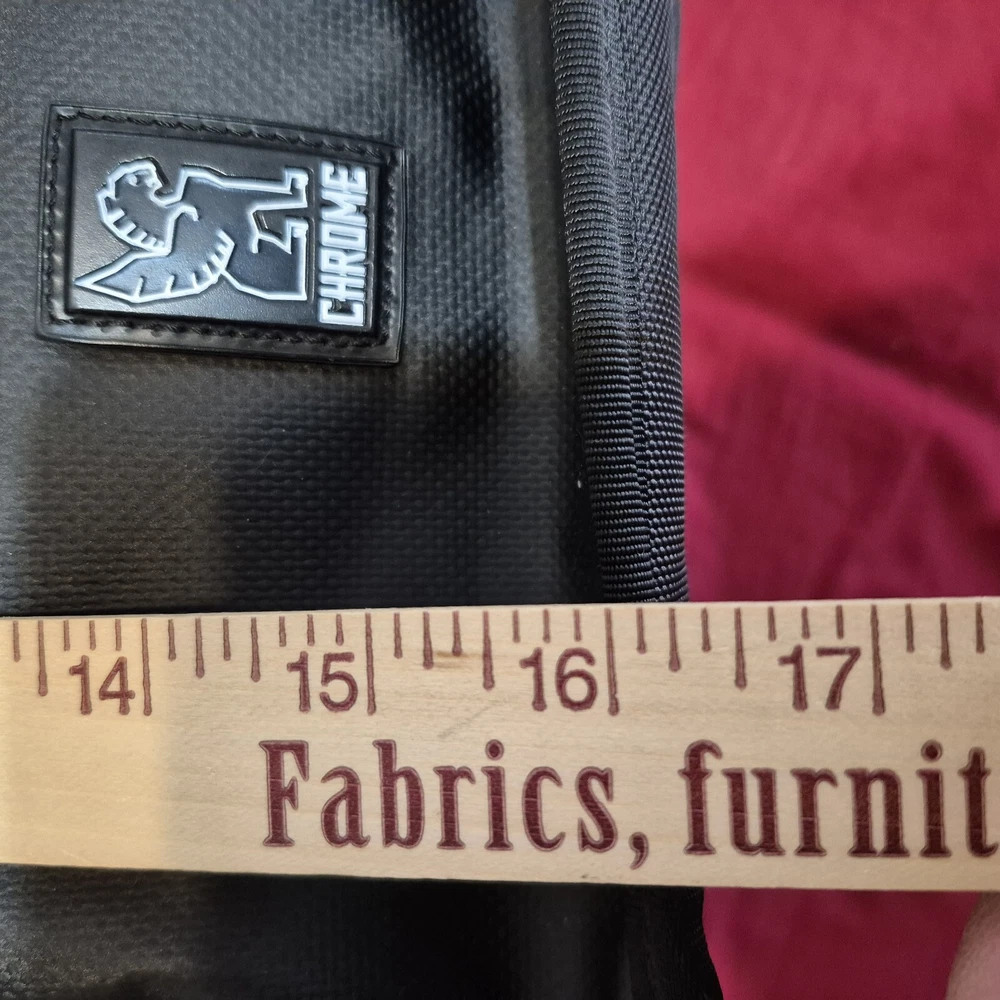 CHROME
14 15 16 17
Fabrics, furnit